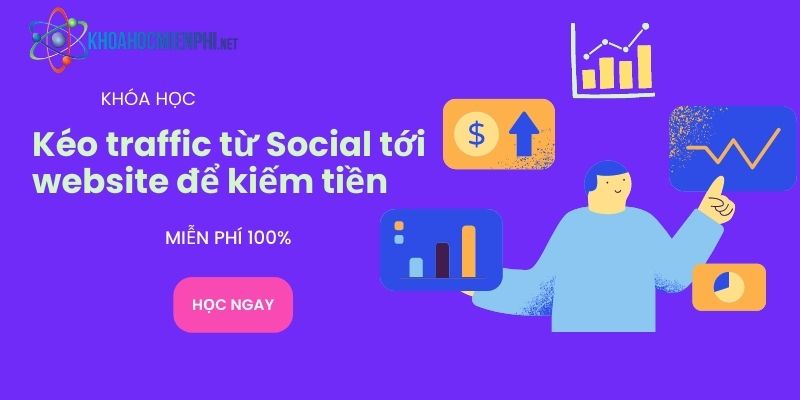 KHOAHOCMIENPHI.NET
KHÓA HỌC
Kéo traffic từ Social tới
website để kiếm tiền
MIỄN PHÍ 100%
HỌC NGAY
$